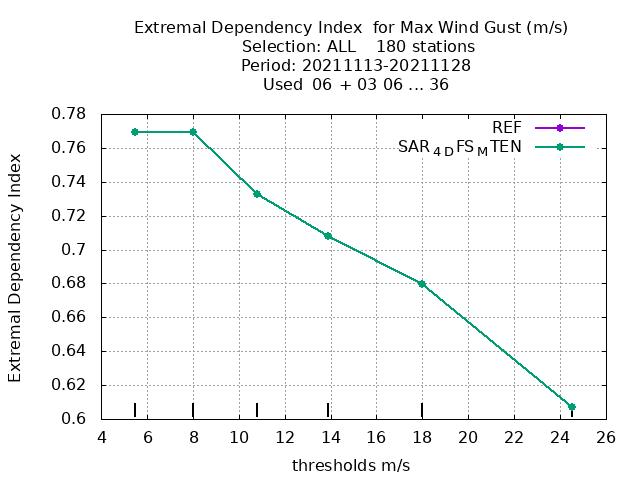 Extremal Dependency Index  for Max Wind Gust (m/s)
Selection: ALL    180 stations
Period: 20211113-20211128
Used  06 + 03 06 ... 36
REF
SAR4DFSMTEN
Extremal Dependency Index
0.78
0.76
0.74
0.72
0.7
0.68
0.66
0.64
0.62
0.6
4 6 8 10 12 14 16 18 20 22 24 26
thresholds m/s